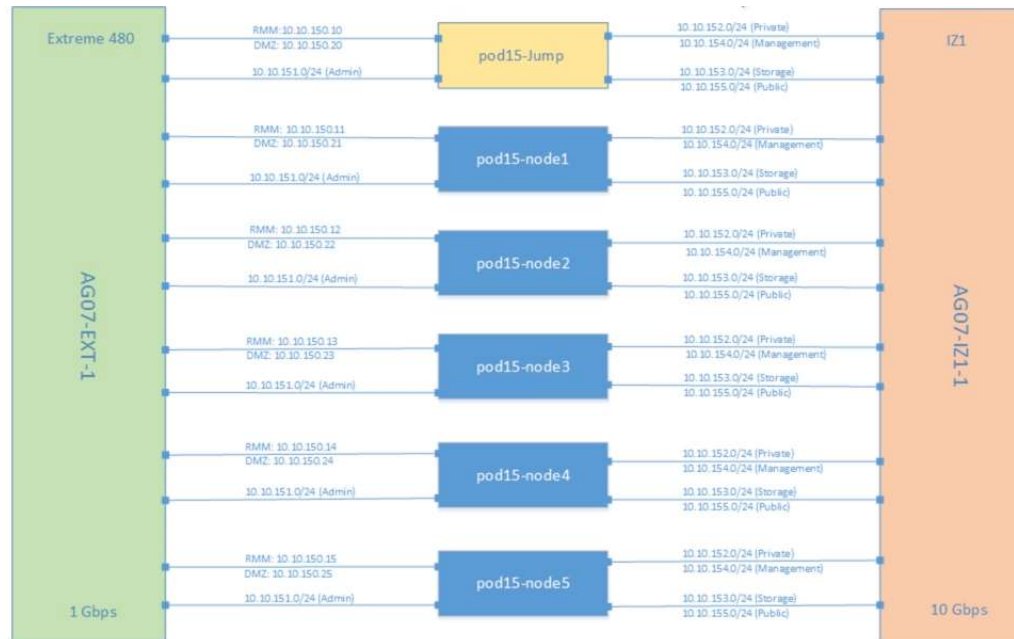 Extreme 480
AG07-EXT-1
1 Gbps
RMM: 10.10.150.10
DMZ: 10.10.150.20
10.10.151.0/24 (Admin)
pod15-Jump
10.10.152.0/24 (Private)
10.10.154.0/24 (Management)
10.10.153.0/24 (Storage)
10.10.155.0/24 (Public)
RMM: 10.10.150.11
DMZ: 10.10.150.21
10.10.151.0/24 (Admin)
pod15-node1
10.10.152.0/24 (Private)
10.10.154.0/24 (Management)
10.10.153.0/24 (Storage)
10.10.155.0/24 (Public)
RMM: 10.10.150.12
DMZ: 10.10.150.22
10.10.151.0/24 (Admin)
pod15-node2
10.10.152.0/24 (Private)
10.10.154.0/24 (Management)
10.10.153.0/24 (Storage)
10.10.155.0/24 (Public)
RMM: 10.10.150.13
DMZ: 10.10.150.23
10.10.151.0/24 (Admin)
pod15-node3
10.10.152.0/24 (Private)
10.10.154.0/24 (Management)
10.10.153.0/24 (Storage)
10.10.155.0/24 (Public)
RMM: 10.10.150.14
DMZ: 10.10.150.24
10.10.151.0/24 (Admin)
pod15-node4
10.10.152.0/24 (Private)
10.10.154.0/24 (Management)
10.10.153.0/24 (Storage)
10.10.155.0/24 (Public)
RMM: 10.10.150.15
DMZ: 10.10.150.25
10.10.151.0/24 (Admin)
pod15-node5
10.10.152.0/24 (Private)
10.10.154.0/24 (Management)
10.10.153.0/24 (Storage)
10.10.155.0/24 (Public)
IZ1
AG07-IZ1-1
10 Gbps